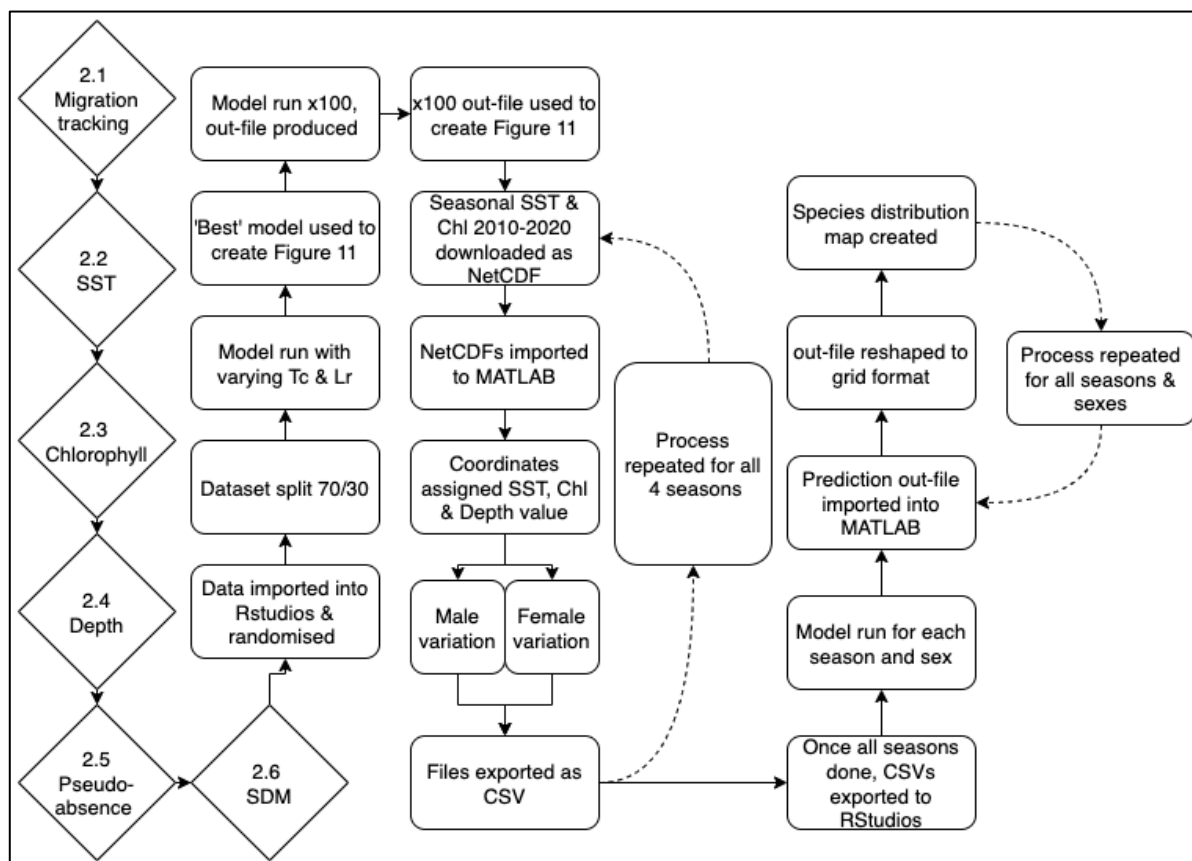 2.1
Migration
tracking
2.2
SST
2.3
Chlorophyll
2.4
Depth
2.5
Pseudo-
absence
2.6
SDM
Data imported into
Rstudios &
randomised
Dataset split 70/30
Model run with
varying Tc & Lr
'Best' model used to
create Figure 11
Model run x100,
out-file produced
x100 out-file used to
create Figure 11
Seasonal SST &
Chl 2010-2020
downloaded as
NetCDF
NetCDFs imported
to MATLAB
Coordinates
assigned SST, Chl
& Depth value
Male
variation
Female
variation
Files exported as
CSV
Process
repeated for all
4 seasons
Once all seasons
done, CSVs
exported to
RStudios
Model run for each
season and sex
Prediction out-file
imported into
MATLAB
out-file reshaped to
grid format
Species distribution
map created
Process repeated
for all seasons &
sexes